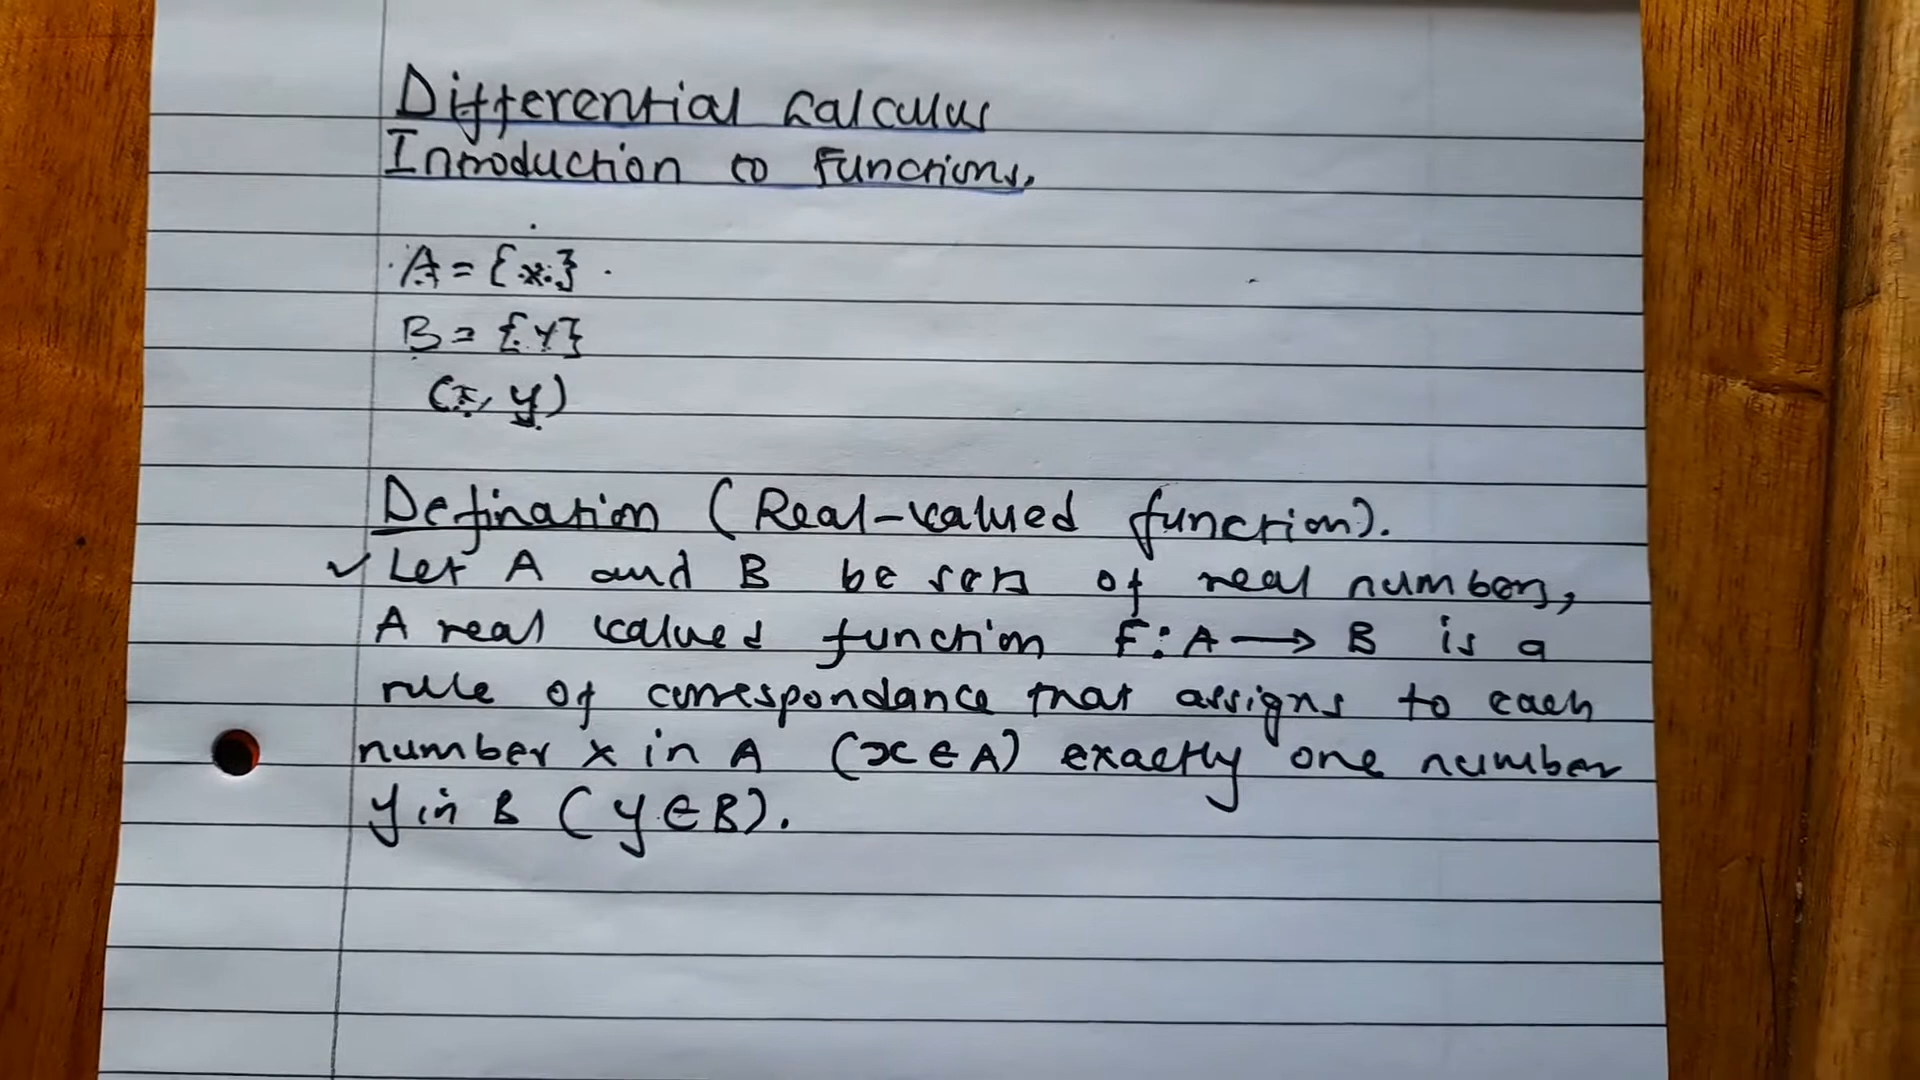 Differential Calculus
Introduction to Functions.
A = {x}
B = {Y}
(x, y)
Defination (Real-valued function).
✓ Let A and B be sets of real numbers,
A real valued function F: A ⟶ B is a
rule of correspondance that assigns to each
number x in A (x ∈ A) exactly one number
y in B (y ∈ B).